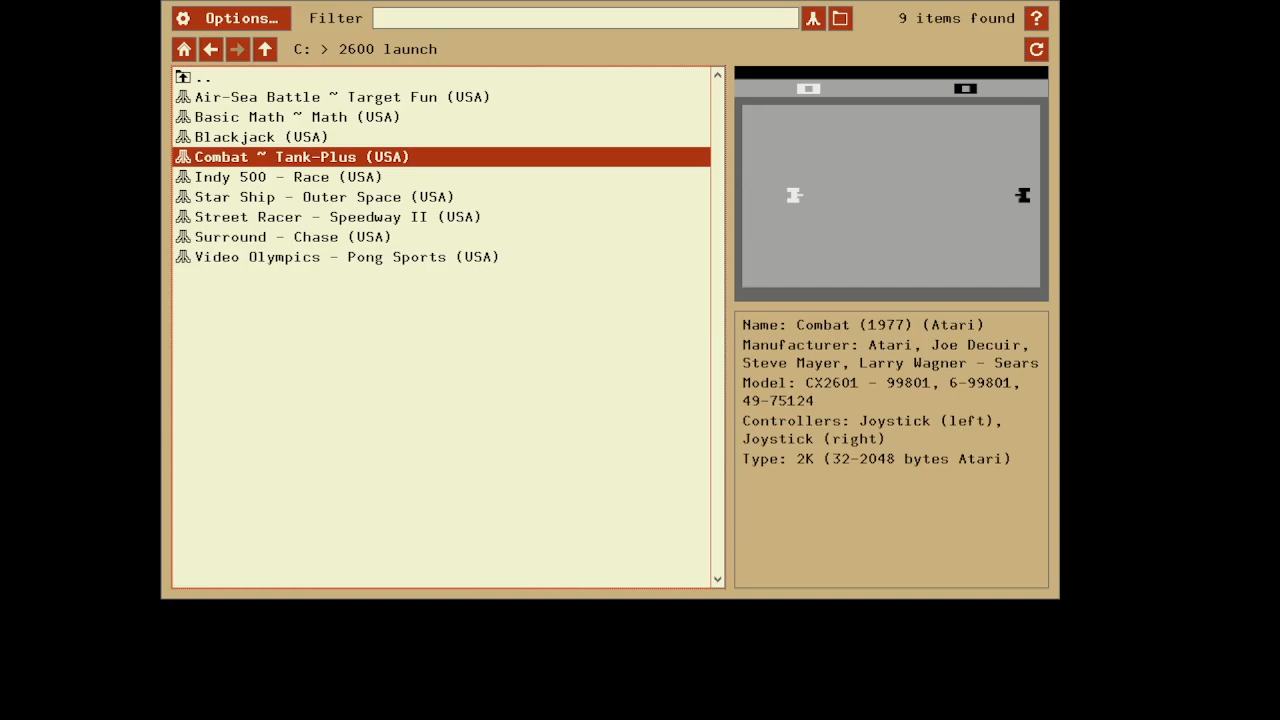 Options… Filter 9 items found ?
C: > 2600 launch
..
Air-Sea Battle ~ Target Fun (USA)
Basic Math ~ Math (USA)
Blackjack (USA)
Combat ~ Tank-Plus (USA)
Indy 500 - Race (USA)
Star Ship - Outer Space (USA)
Street Racer - Speedway II (USA)
Surround - Chase (USA)
Video Olympics - Pong Sports (USA)
Name: Combat (1977) (Atari)
Manufacturer: Atari, Joe Decuir,
Steve Mayer, Larry Wagner - Sears
Model: CX2601 - 99801, 6-99801,
49-75124
Controllers: Joystick (left),
Joystick (right)
Type: 2K (32-2048 bytes Atari)